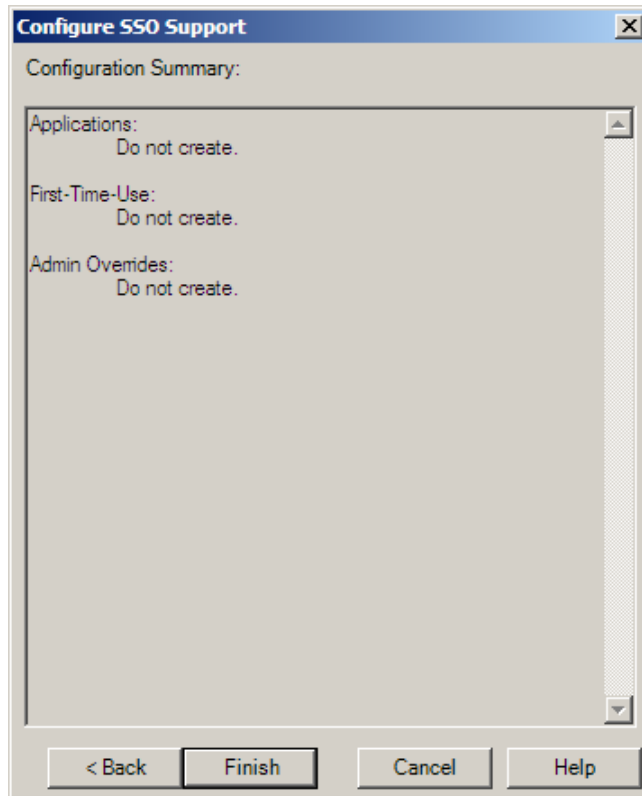 Configure SSO Support
Configuration Summary:
Applications:
Do not create.
First-Time-Use:
Do not create.
Admin Overrides:
Do not create.
< Back Finish Cancel Help